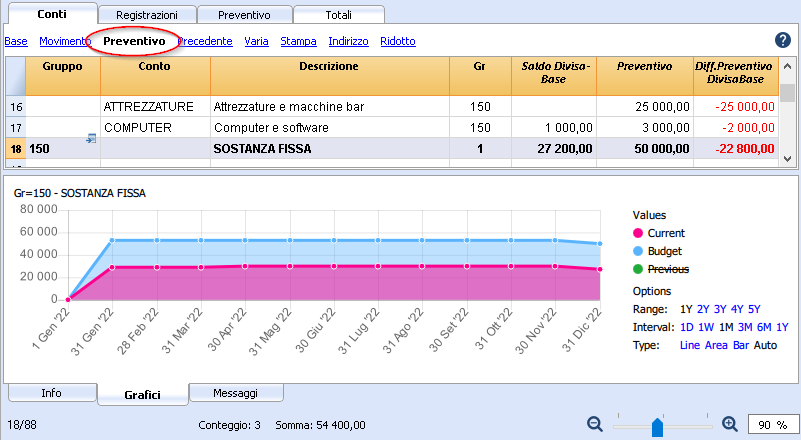 Conti Registrazioni Preventivo Totali
Base Movimento Preventivo Precedente Varia Stampa Indirizzo Ridotto ?
Gruppo Conto Descrizione Gr Saldo Divisa-Base Preventivo Diff.Preventivo DivisaBase
16 ATTREZZATURE Attrezzature e macchine bar 150 25 000,00 -25 000,00
17 COMPUTER Computer e software 150 1 000,00 3 000,00 -2 000,00
18 150 SOSTANZA FISSA 1 27 200,00 50 000,00 -22 800,00
Gr=150 - SOSTANZA FISSA
80 000
60 000
40 000
20 000
0
1 Gen '22 31 Gen '22 28 Feb '22 31 Mar '22 30 Apr '22 31 Mag '22 30 Giu '22 31 Lug '22 31 Ago '22 30 Set '22 31 Ott '22 30 Nov '22 31 Dic '22
Values
Current
Budget
Previous
Options
Range: 1Y 2Y 3Y 4Y 5Y
Interval: 1D 1W 1M 3M 6M 1Y
Type: Line Area Bar Auto
Info Grafici Messaggi
18/88 Conteggio: 3 Somma: 54 400,00 90 %